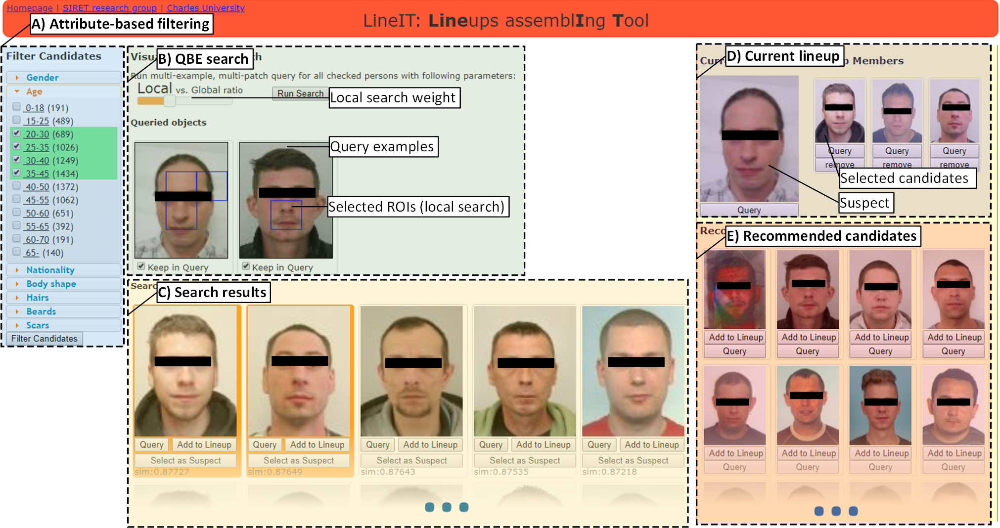 Homepage | SIRET research group | Charles University
LineIT: Lineups assemblIng Tool
A) Attribute-based filtering
Filter Candidates
Gender
Age
0-18 (191)
15-25 (489)
20-30 (689)
25-35 (1026)
30-40 (1249)
35-45 (1434)
40-50 (1372)
45-55 (1062)
50-60 (651)
55-65 (392)
60-70 (191)
65- (140)
Nationality
Body shape
Hairs
Beards
Scars
Filter Candidates
B) QBE search
Run multi-example, multi-patch query for all checked persons with following parameters:
Local vs. Global ratio
Run Search
Local search weight
Queried objects
Query examples
Selected ROIs (local search)
Keep in Query
Keep in Query
C) Search results
Query Add to Lineup
Select as Suspect
sim:0.87727
Query Add to Lineup
Select as Suspect
sim:0.87649
Query Add to Lineup
Select as Suspect
sim:0.87643
Query Add to Lineup
Select as Suspect
sim:0.87535
Query Add to Lineup
Select as Suspect
sim:0.87218
D) Current lineup
Members
Query
Query
remove
Query
remove
Query
remove
Selected candidates
Suspect
E) Recommended candidates
Add to Lineup
Query
Add to Lineup
Query
Add to Lineup
Query
Add to Lineup
Query
Add to Lineup
Query
Add to Lineup
Query
Add to Lineup
Query
Add to Lineup
Query